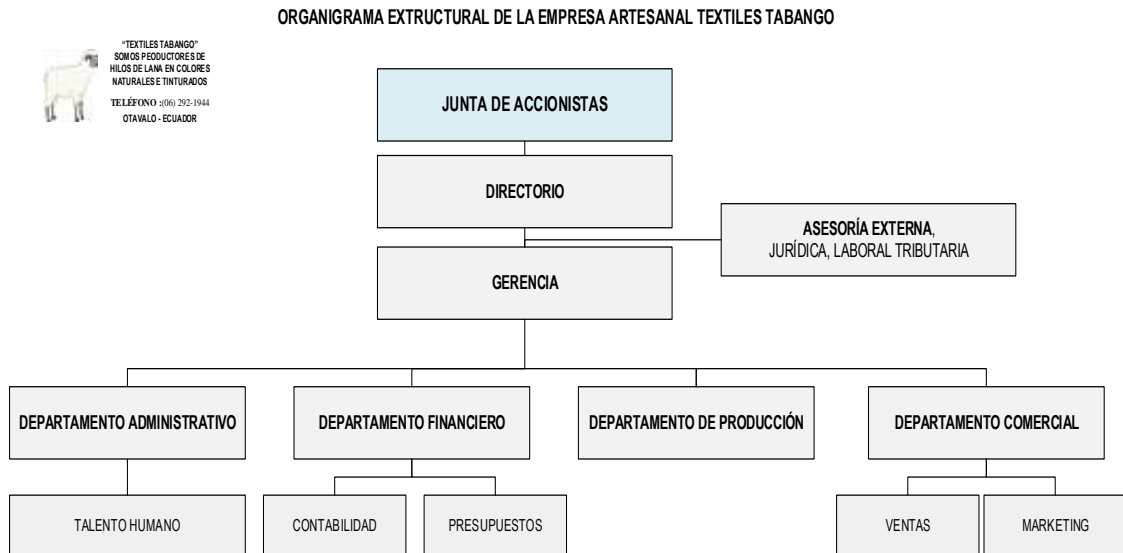 ORGANIGRAMA EXTRUCTURAL DE LA EMPRESA ARTESANAL TEXTILES TABANGO
"TEXTILES TABANGO"
SOMOS PEODUCTORES DE
HILOS DE LANA EN COLORES
NATURALES E TINTURADOS
TELÉFONO :(06) 292-1944
OTAVALO - ECUADOR
JUNTA DE ACCIONISTAS
DIRECTORIO
ASESORÍA EXTERNA,
JURÍDICA, LABORAL TRIBUTARIA
GERENCIA
DEPARTAMENTO ADMINISTRATIVO
DEPARTAMENTO FINANCIERO
DEPARTAMENTO DE PRODUCCIÓN
DEPARTAMENTO COMERCIAL
TALENTO HUMANO
CONTABILIDAD
PRESUPUESTOS
VENTAS
MARKETING